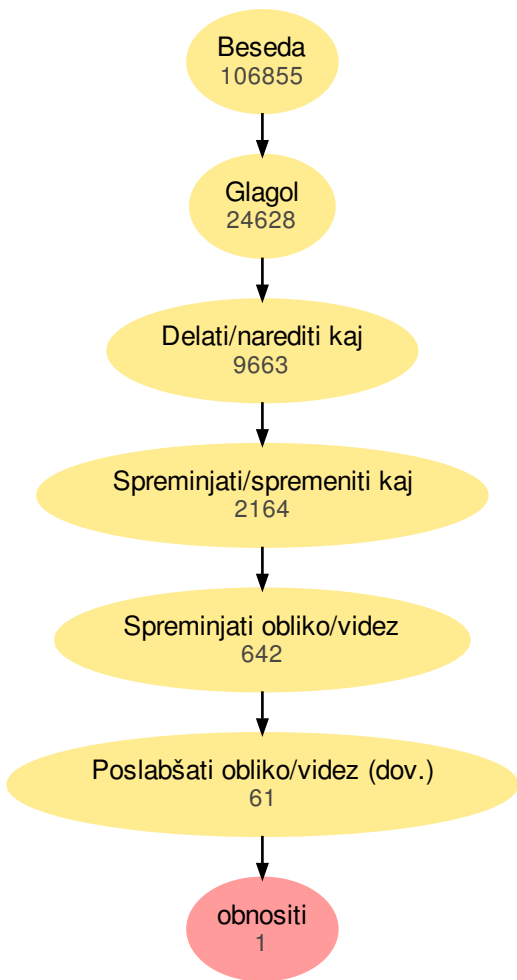 Beseda
106855
Glagol
24628
Delati/narediti kaj
9663
Spreminjati/spremeniti kaj
2164
Spreminjati obliko/videz
642
Poslabšati obliko/videz (dov.)
61
obnositi
1